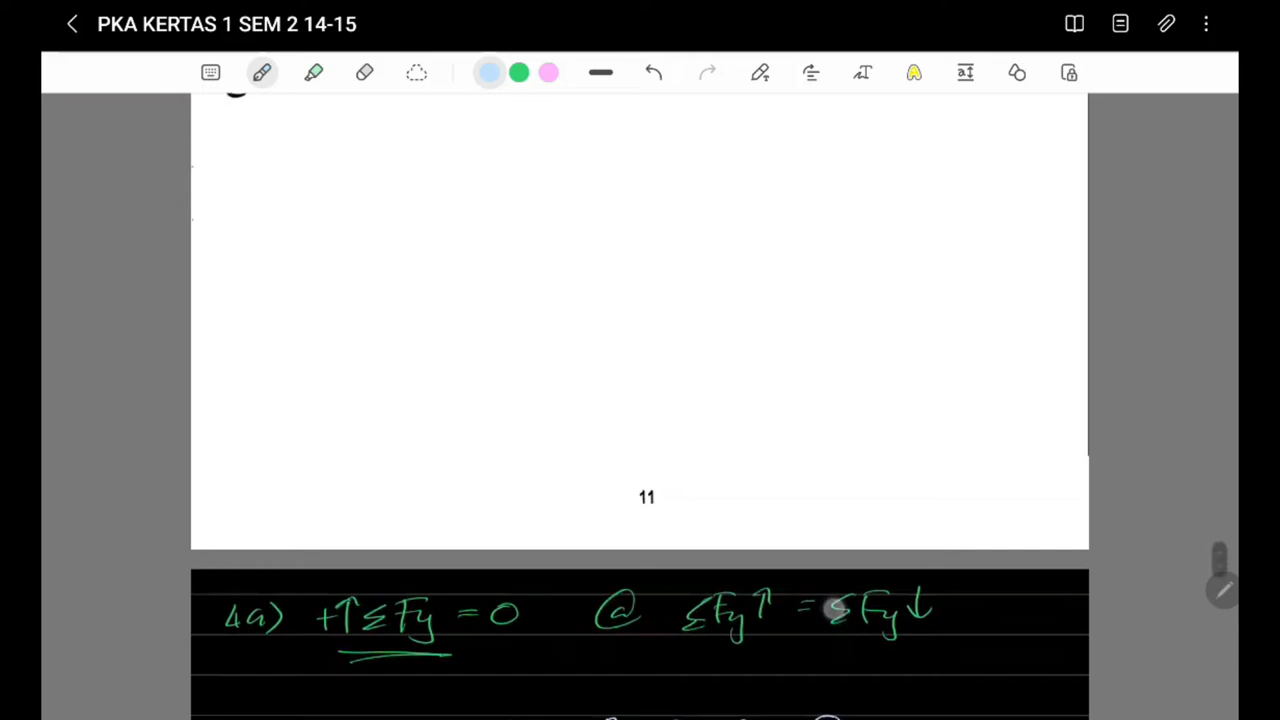 PKA KERTAS 1 SEM 2 14-15
11
4a) +↑ΣFy = 0 @ ΣFy↑ = ΣFy↓